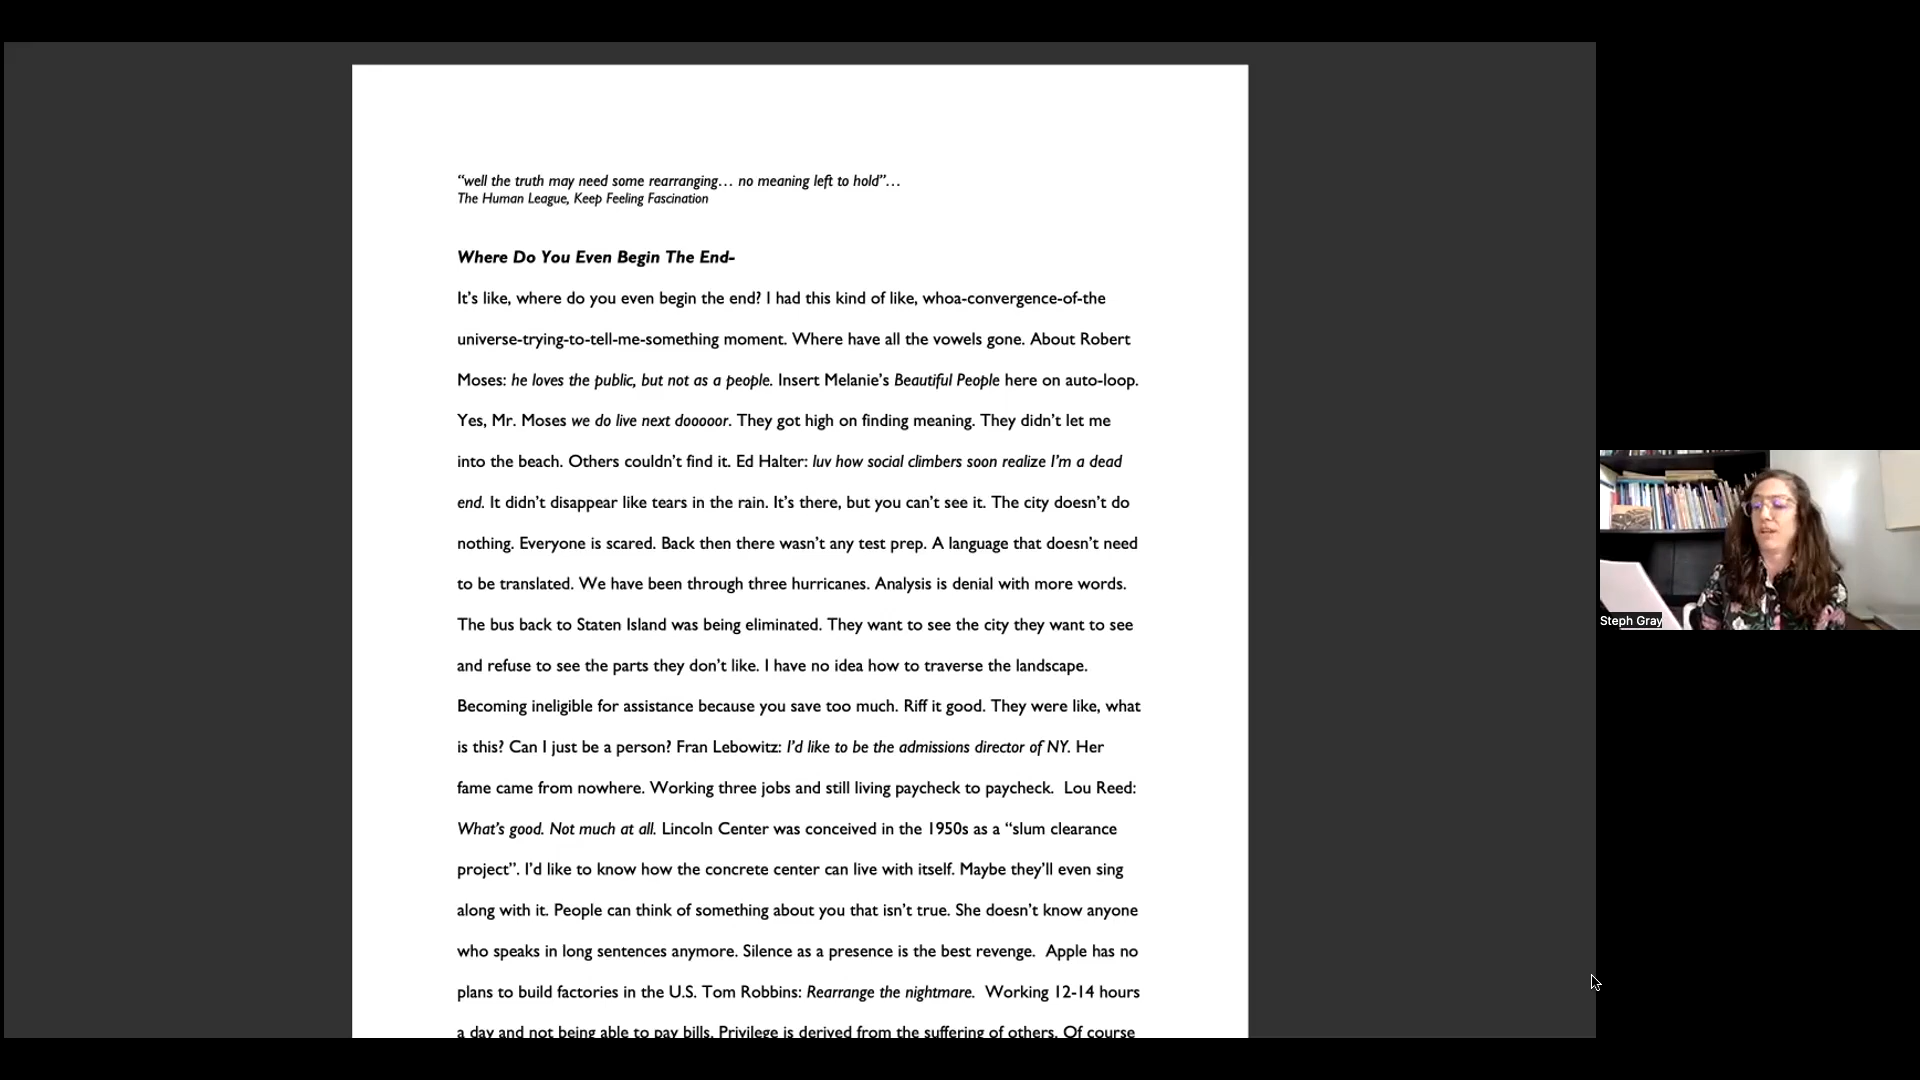 “well the truth may need some rearranging… no meaning left to hold”…
The Human League, Keep Feeling Fascination
Where Do You Even Begin The End-
It’s like, where do you even begin the end? I had this kind of like, whoa-convergence-of-the
universe-trying-to-tell-me-something moment. Where have all the vowels gone. About Robert
Moses: he loves the public, but not as a people. Insert Melanie’s Beautiful People here on auto-loop.
Yes, Mr. Moses we do live next dooooor. They got high on finding meaning. They didn’t let me
into the beach. Others couldn’t find it. Ed Halter: luv how social climbers soon realize I’m a dead
end. It didn’t disappear like tears in the rain. It’s there, but you can’t see it. The city doesn’t do
nothing. Everyone is scared. Back then there wasn’t any test prep. A language that doesn’t need
to be translated. We have been through three hurricanes. Analysis is denial with more words.
The bus back to Staten Island was being eliminated. They want to see the city they want to see
and refuse to see the parts they don’t like. I have no idea how to traverse the landscape.
Becoming ineligible for assistance because you save too much. Riff it good. They were like, what
is this? Can I just be a person? Fran Lebowitz: I’d like to be the admissions director of NY. Her
fame came from nowhere. Working three jobs and still living paycheck to paycheck.  Lou Reed:
What’s good. Not much at all. Lincoln Center was conceived in the 1950s as a “slum clearance
project”. I’d like to know how the concrete center can live with itself. Maybe they’ll even sing
along with it. People can think of something about you that isn’t true. She doesn’t know anyone
who speaks in long sentences anymore. Silence as a presence is the best revenge.  Apple has no
plans to build factories in the U.S. Tom Robbins: Rearrange the nightmare.  Working 12-14 hours
a day and not being able to pay bills. Privilege is derived from the suffering of others. Of course
Steph Gray